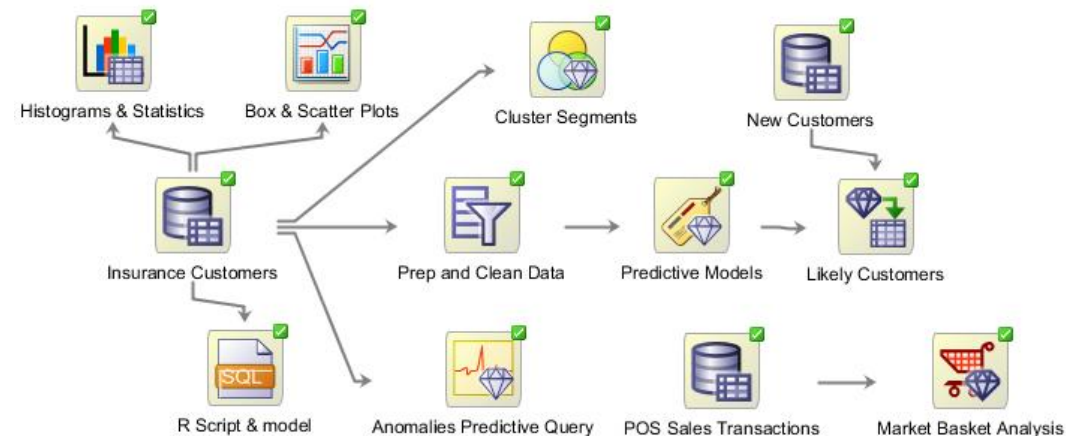 Histograms & Statistics
Box & Scatter Plots
Cluster Segments
New Customers
Insurance Customers
Prep and Clean Data
Predictive Models
Likely Customers
SQL
R Script & model
Anomalies Predictive Query
POS Sales Transactions
Market Basket Analysis